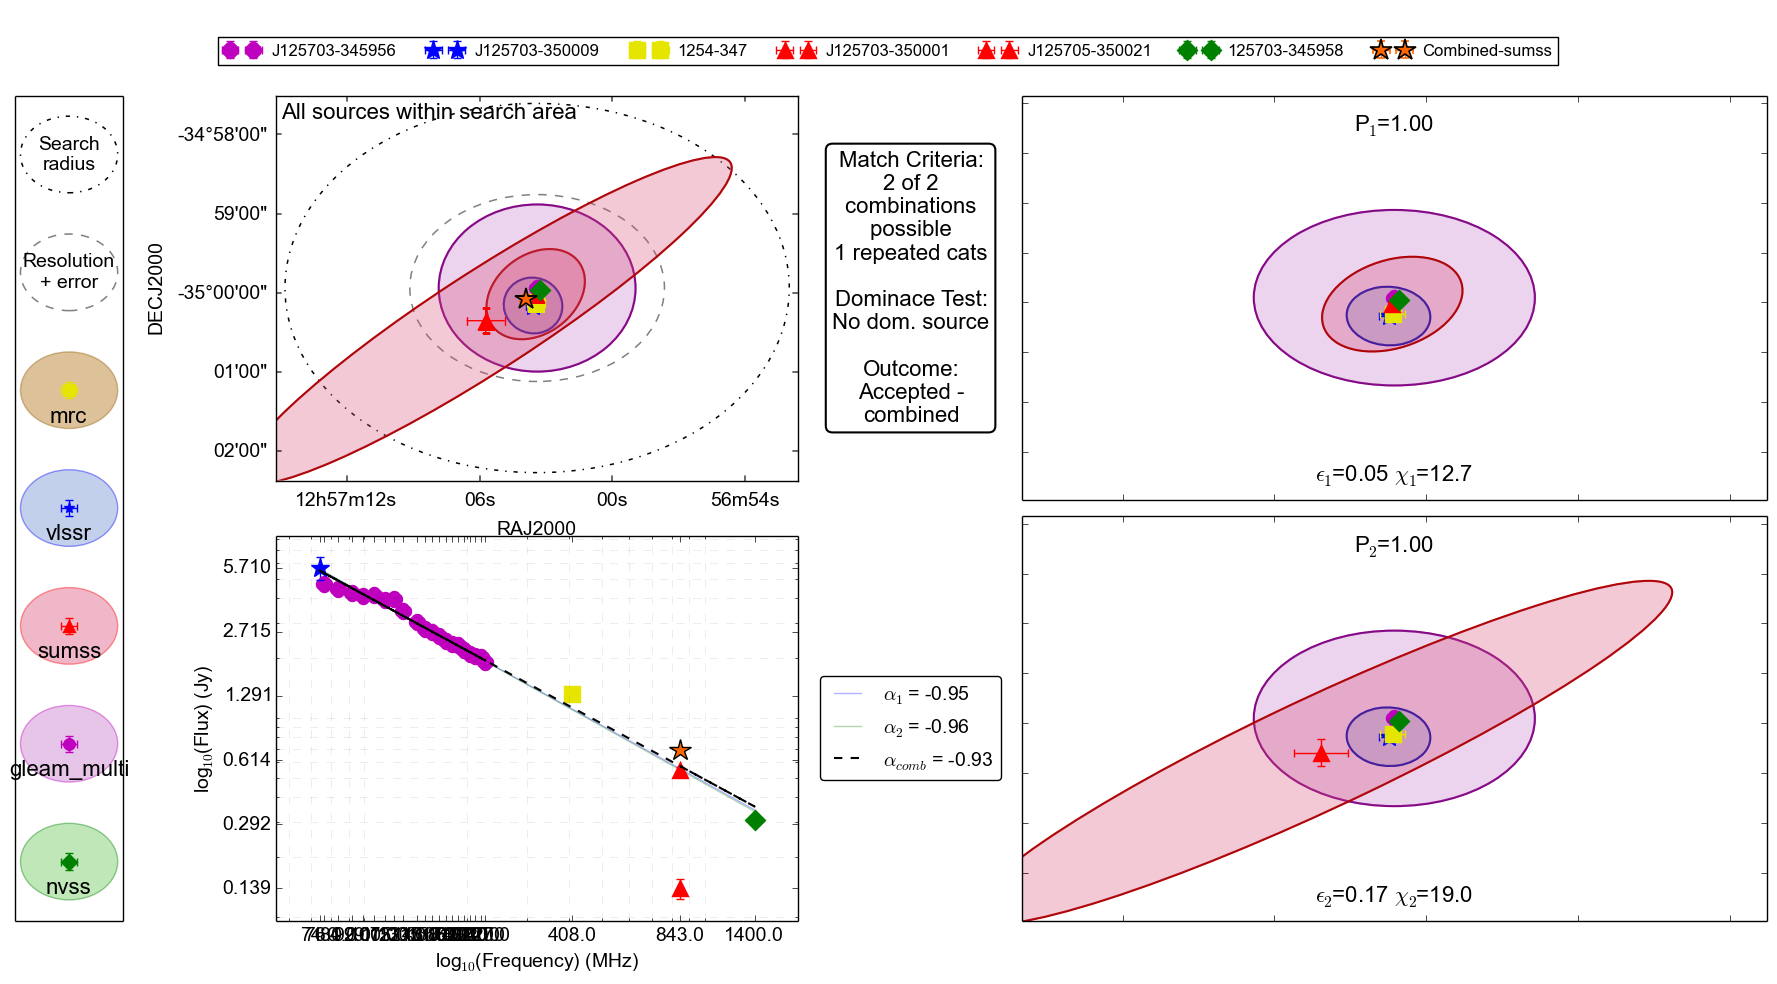 J125703-345956
J125703-350009
1254-347
J125703-350001
J125705-350021
125703-345958
Combined-sumss
Search
radius
Resolution
+ error
mrc
vlssr
sumss
gleam_multi
nvss
All sources within search area
-34°58'00"
59'00"
-35°00'00"
01'00"
02'00"
DECJ2000
12h57m12s
06s
00s
56m54s
RAJ2000
Match Criteria:
2 of 2
combinations
possible
1 repeated cats
Dominace Test:
No dom. source
Outcome:
Accepted -
combined
P₁=1.00
ϵ₁=0.05 χ₁=12.7
5.710
2.715
1.291
0.614
0.292
0.139
log₁₀(Flux) (Jy)
408.0
843.0
1400.0
log₁₀(Frequency) (MHz)
α₁ = -0.95
α₂ = -0.96
α_comb = -0.93
P₂=1.00
ϵ₂=0.17 χ₂=19.0